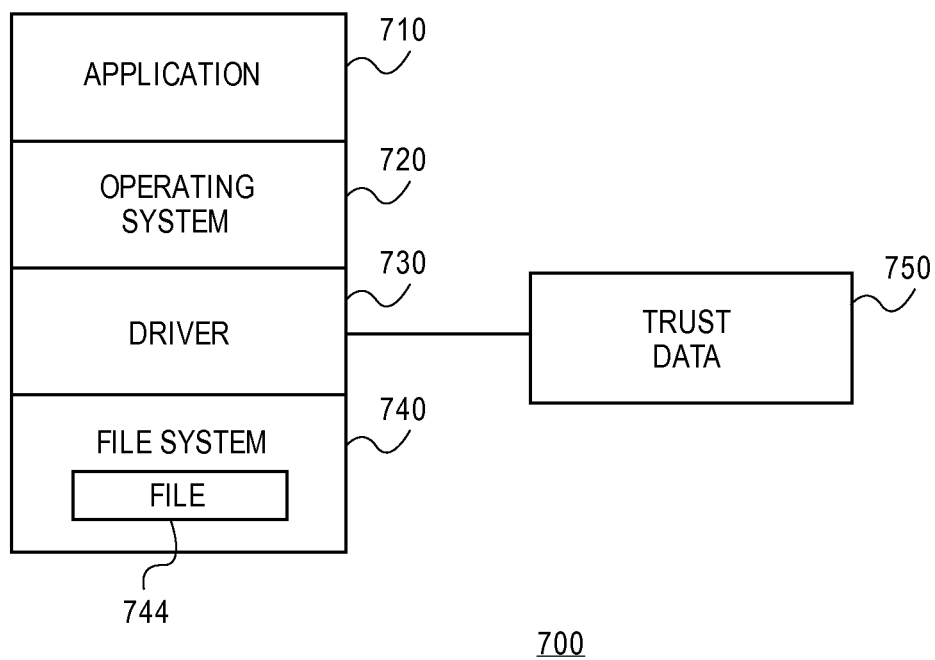 710
APPLICATION
720
OPERATING
SYSTEM
730
DRIVER
750
TRUST
DATA
740
FILE SYSTEM
FILE
744
700